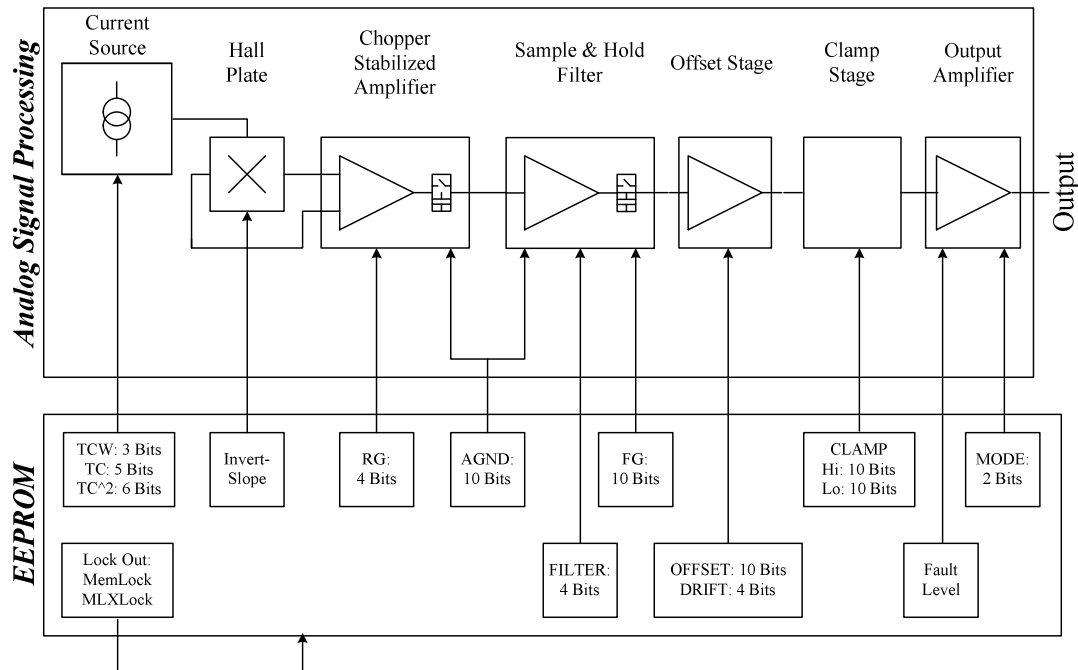 Analog Signal Processing
Current
Source
Hall
Plate
Chopper
Stabilized
Amplifier
Sample & Hold
Filter
Offset Stage
Clamp
Stage
Output
Amplifier
Output
EEPROM
TCW: 3 Bits
TC: 5 Bits
TC^2: 6 Bits
Invert-
Slope
RG:
4 Bits
AGND:
10 Bits
FG:
10 Bits
CLAMP
Hi: 10 Bits
Lo: 10 Bits
MODE:
2 Bits
Lock Out:
MemLock
MLXLock
FILTER:
4 Bits
OFFSET: 10 Bits
DRIFT: 4 Bits
Fault
Level